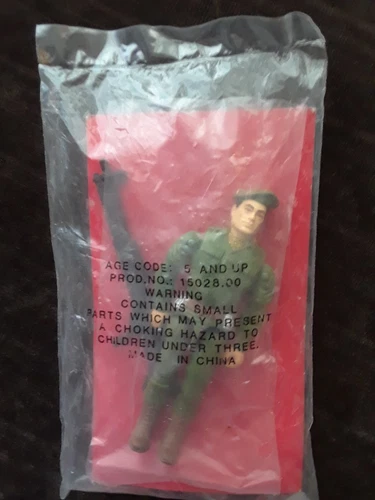 AGE CODE: 5 AND UP
PROD.NO.: 15028.00
WARNING
CONTAINS SMALL
PARTS WHICH MAY PRESENT
A CHOKING HAZARD TO
CHILDREN UNDER THREE.
MADE IN CHINA